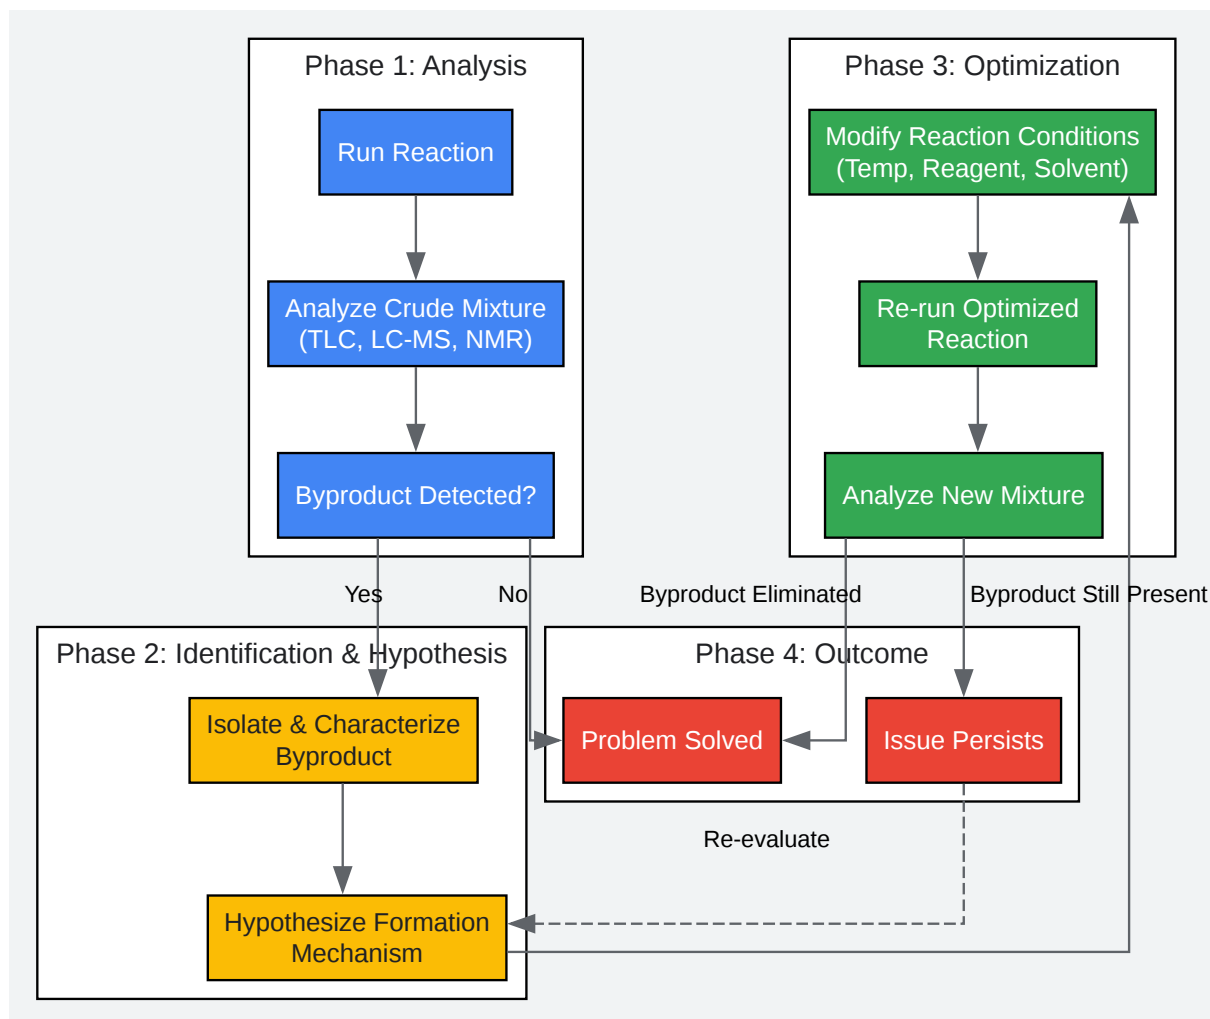 Phase 1: Analysis
Run Reaction
Analyze Crude Mixture
(TLC, LC-MS, NMR)
Byproduct Detected?
Yes
No
Phase 3: Optimization
Modify Reaction Conditions
(Temp, Reagent, Solvent)
Re-run Optimized
Reaction
Analyze New Mixture
Byproduct Eliminated
Byproduct Still Present
Phase 2: Identification & Hypothesis
Isolate & Characterize
Byproduct
Hypothesize Formation
Mechanism
Phase 4: Outcome
Problem Solved
Issue Persists
Re-evaluate